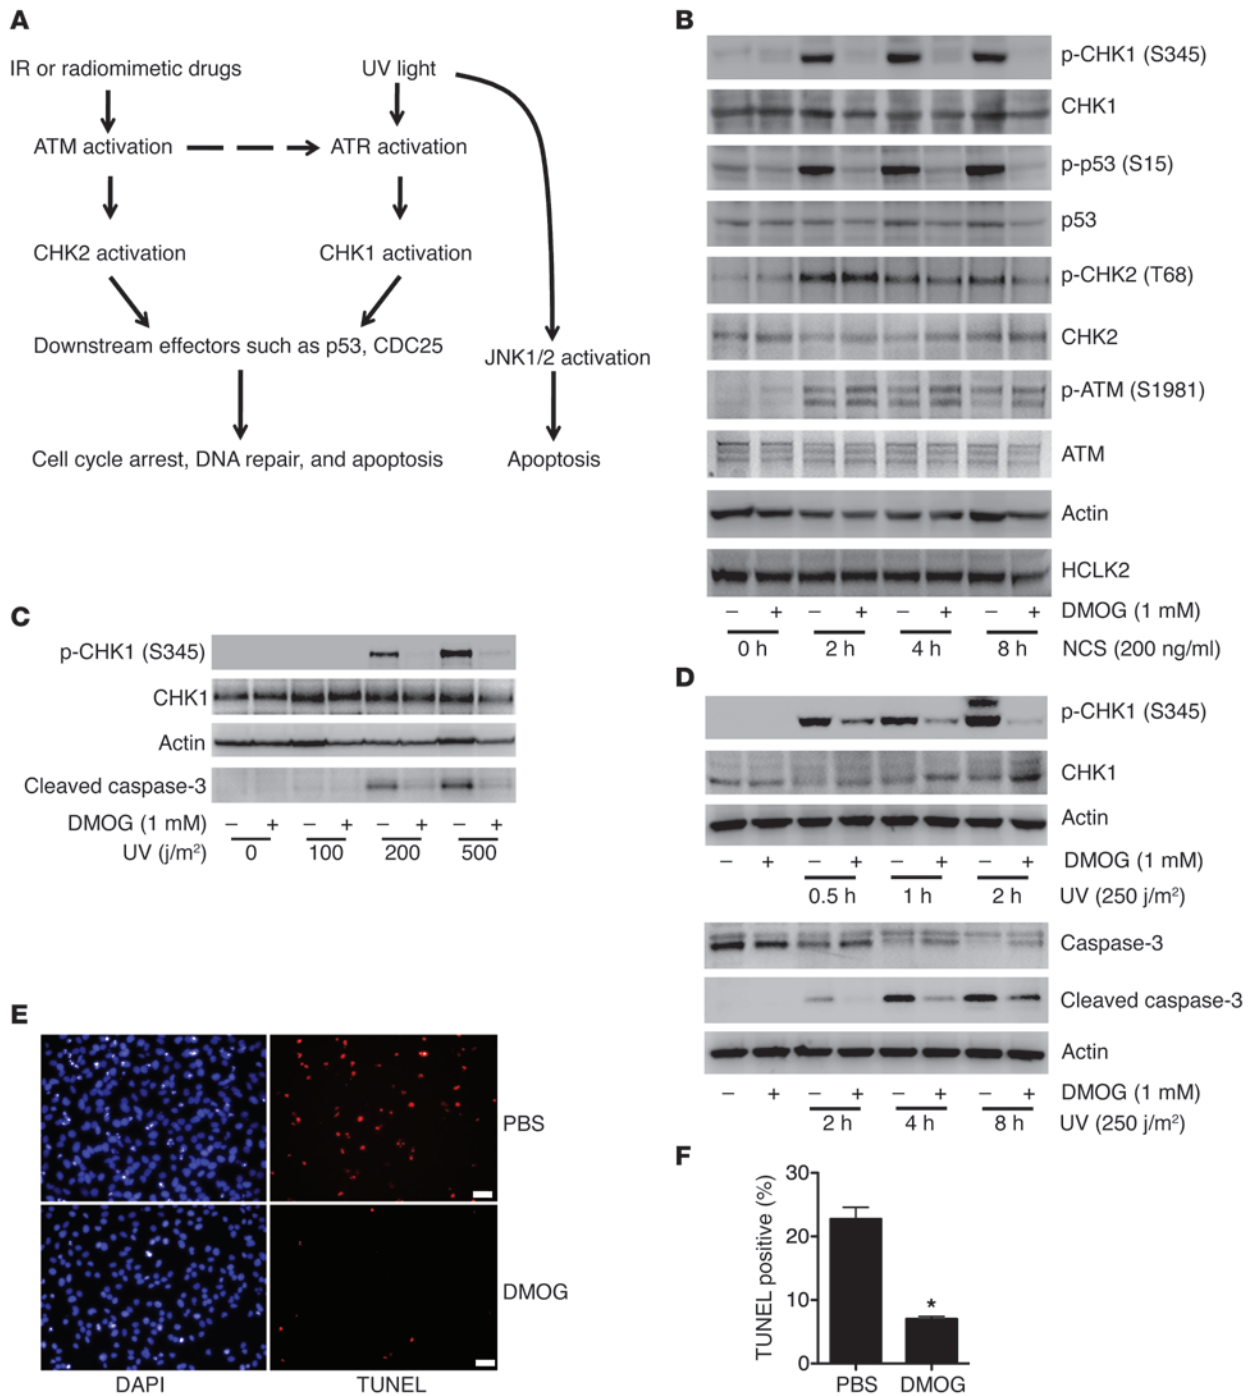 A
IR or radiomimetic drugs
UV light
ATM activation
ATR activation
CHK2 activation
CHK1 activation
Downstream effectors such as p53, CDC25
JNK1/2 activation
Cell cycle arrest, DNA repair, and apoptosis
Apoptosis
B
p-CHK1 (S345)
CHK1
p-p53 (S15)
p53
p-CHK2 (T68)
CHK2
p-ATM (S1981)
ATM
Actin
HCLK2
– + – + – + – + DMOG (1 mM)
0 h 2 h 4 h 8 h NCS (200 ng/ml)
C
p-CHK1 (S345)
CHK1
Actin
Cleaved caspase-3
DMOG (1 mM) – + – + – + – +
UV (j/m²) 0 100 200 500
D
p-CHK1 (S345)
CHK1
Actin
– + – + – + – + DMOG (1 mM)
0.5 h 1 h 2 h UV (250 j/m²)
Caspase-3
Cleaved caspase-3
Actin
– + – + – + – + DMOG (1 mM)
2 h 4 h 8 h UV (250 j/m²)
E
PBS
DMOG
DAPI TUNEL
F
TUNEL positive (%)
30
20
10
0
*
PBS DMOG